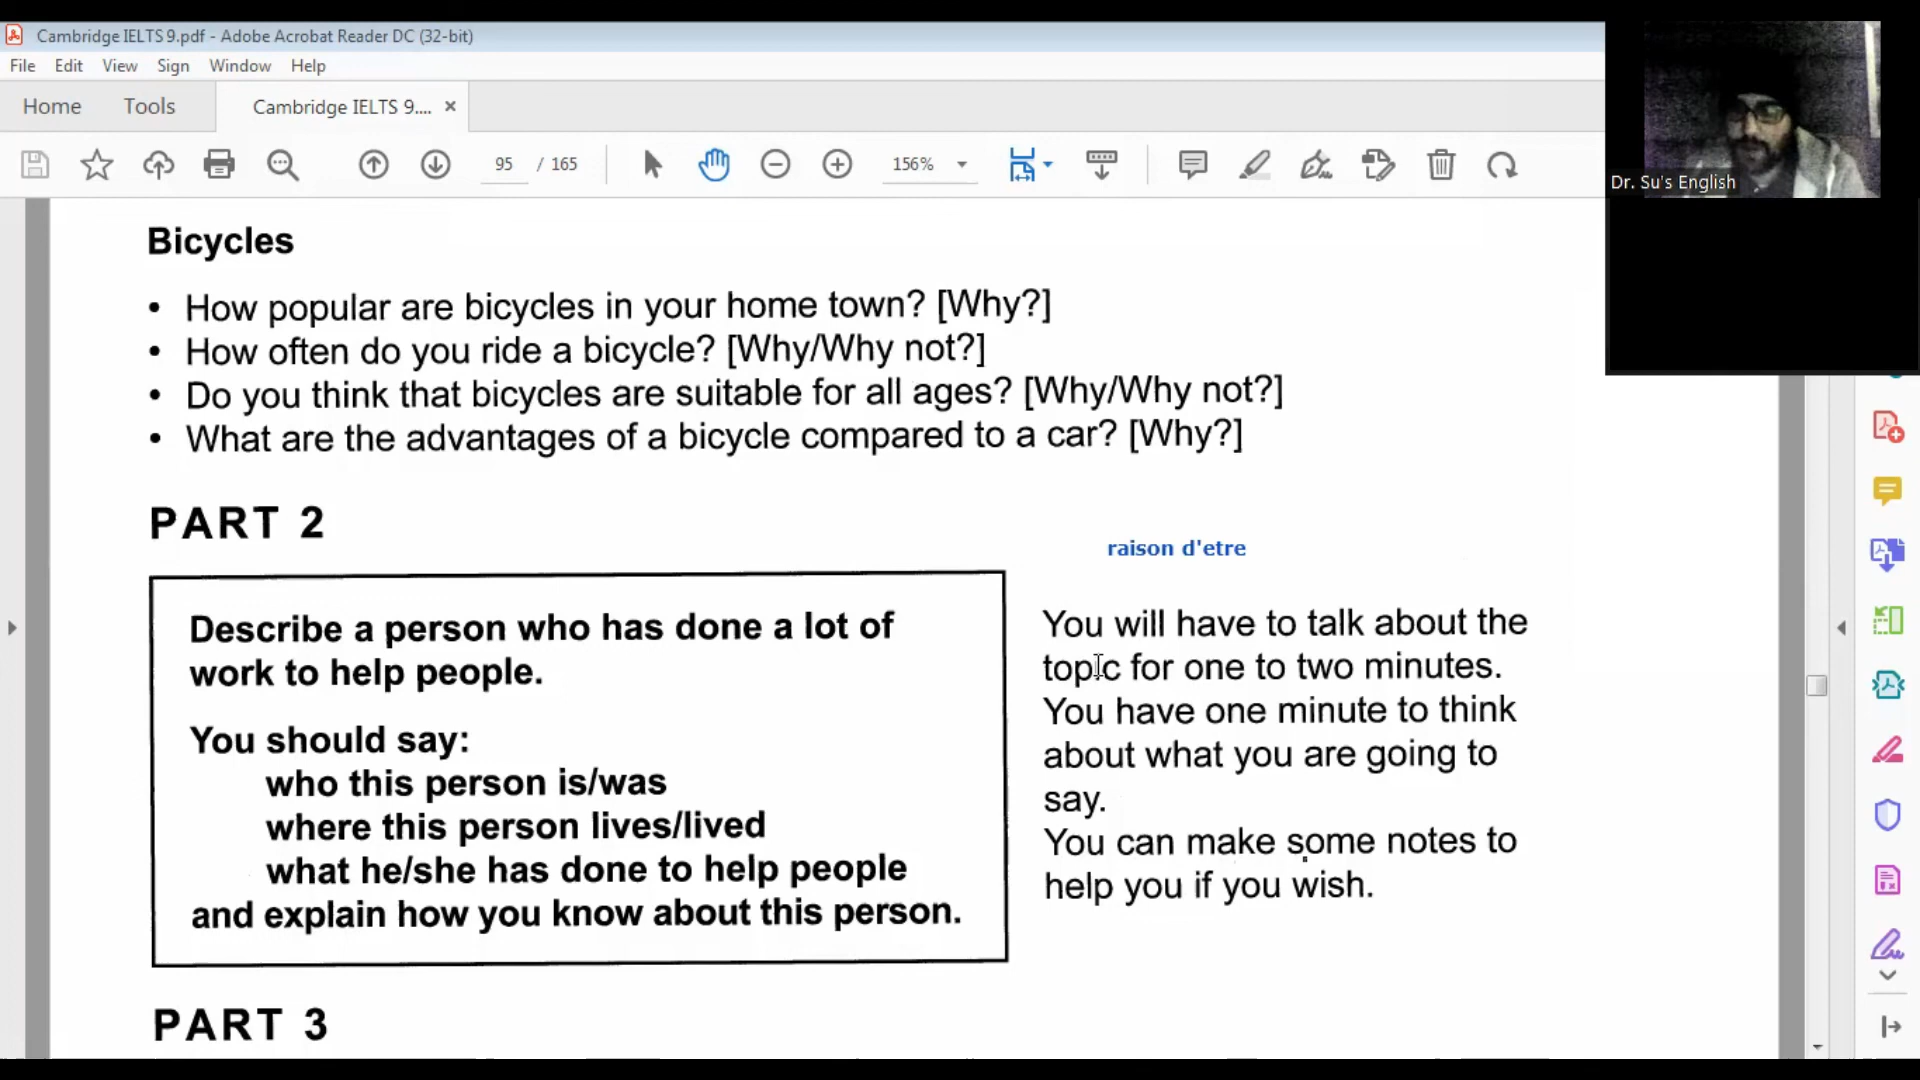 Cambridge IELTS 9.pdf - Adobe Acrobat Reader DC (32-bit)
File Edit View Sign Window Help
Home Tools Cambridge IELTS 9....
95 / 165 156%
Dr. Su's English
Bicycles
• How popular are bicycles in your home town? [Why?]
• How often do you ride a bicycle? [Why/Why not?]
• Do you think that bicycles are suitable for all ages? [Why/Why not?]
• What are the advantages of a bicycle compared to a car? [Why?]
PART 2
raison d'etre
Describe a person who has done a lot of
work to help people.
You should say:
who this person is/was
where this person lives/lived
what he/she has done to help people
and explain how you know about this person.
You will have to talk about the
topic for one to two minutes.
You have one minute to think
about what you are going to
say.
You can make some notes to
help you if you wish.
PART 3